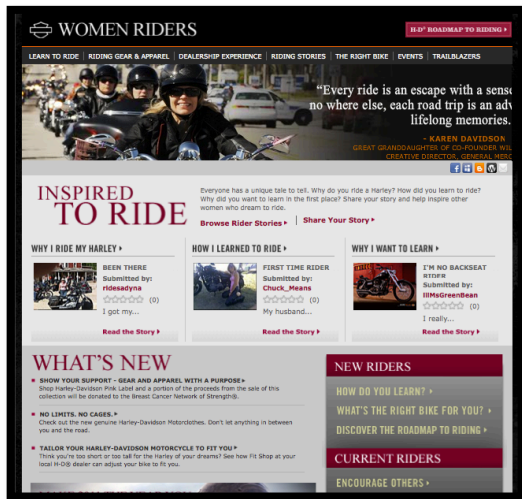 WOMEN RIDERS
H-D® ROADMAP TO RIDING
LEARN TO RIDE | RIDING GEAR & APPAREL | DEALERSHIP EXPERIENCE | RIDING STORIES | THE RIGHT BIKE | EVENTS | TRAILBLAZERS
“Every ride is an escape with a sens
no where else, each road trip is an adv
lifelong memories.
- KAREN DAVIDSON
GREAT GRANDDAUGHTER OF CO-FOUNDER WIL
CREATIVE DIRECTOR, GENERAL MERC
INSPIRED
TO RIDE
Everyone has a unique tale to tell. Why do you ride a Harley? How did you learn to ride?
Why did you want to learn in the first place? Share your story and help inspire other
women who dream to ride.
Browse Rider Stories | Share Your Story
WHY I RIDE MY HARLEY
BEEN THERE
Submitted by:
ridesadyna
(0)
I got my...
Read the Story
HOW I LEARNED TO RIDE
FIRST TIME RIDER
Submitted by:
Chuck_Means
(0)
My husband...
Read the Story
WHY I WANT TO LEARN
I'M NO BACKSEAT
RIDER
Submitted by:
lilMsGreenBean
(0)
I really...
Read the Story
WHAT'S NEW
SHOW YOUR SUPPORT - GEAR AND APPAREL WITH A PURPOSE
Shop Harley-Davidson Pink Label and a portion of the proceeds from the sale of this
collection will be donated to the Breast Cancer Network of Strength®.
NO LIMITS. NO CAGES.
Check out the new genuine Harley-Davidson Motorclothes. Don't let anything in between
you and the road.
TAILOR YOUR HARLEY-DAVIDSON MOTORCYCLE TO FIT YOU
Think you're too short or too tall for the Harley of your dreams? See how Fit Shop at your
local H-D® dealer can adjust your bike to fit you.
NEW RIDERS
HOW DO YOU LEARN?
WHAT'S THE RIGHT BIKE FOR YOU?
DISCOVER THE ROADMAP TO RIDING
CURRENT RIDERS
ENCOURAGE OTHERS